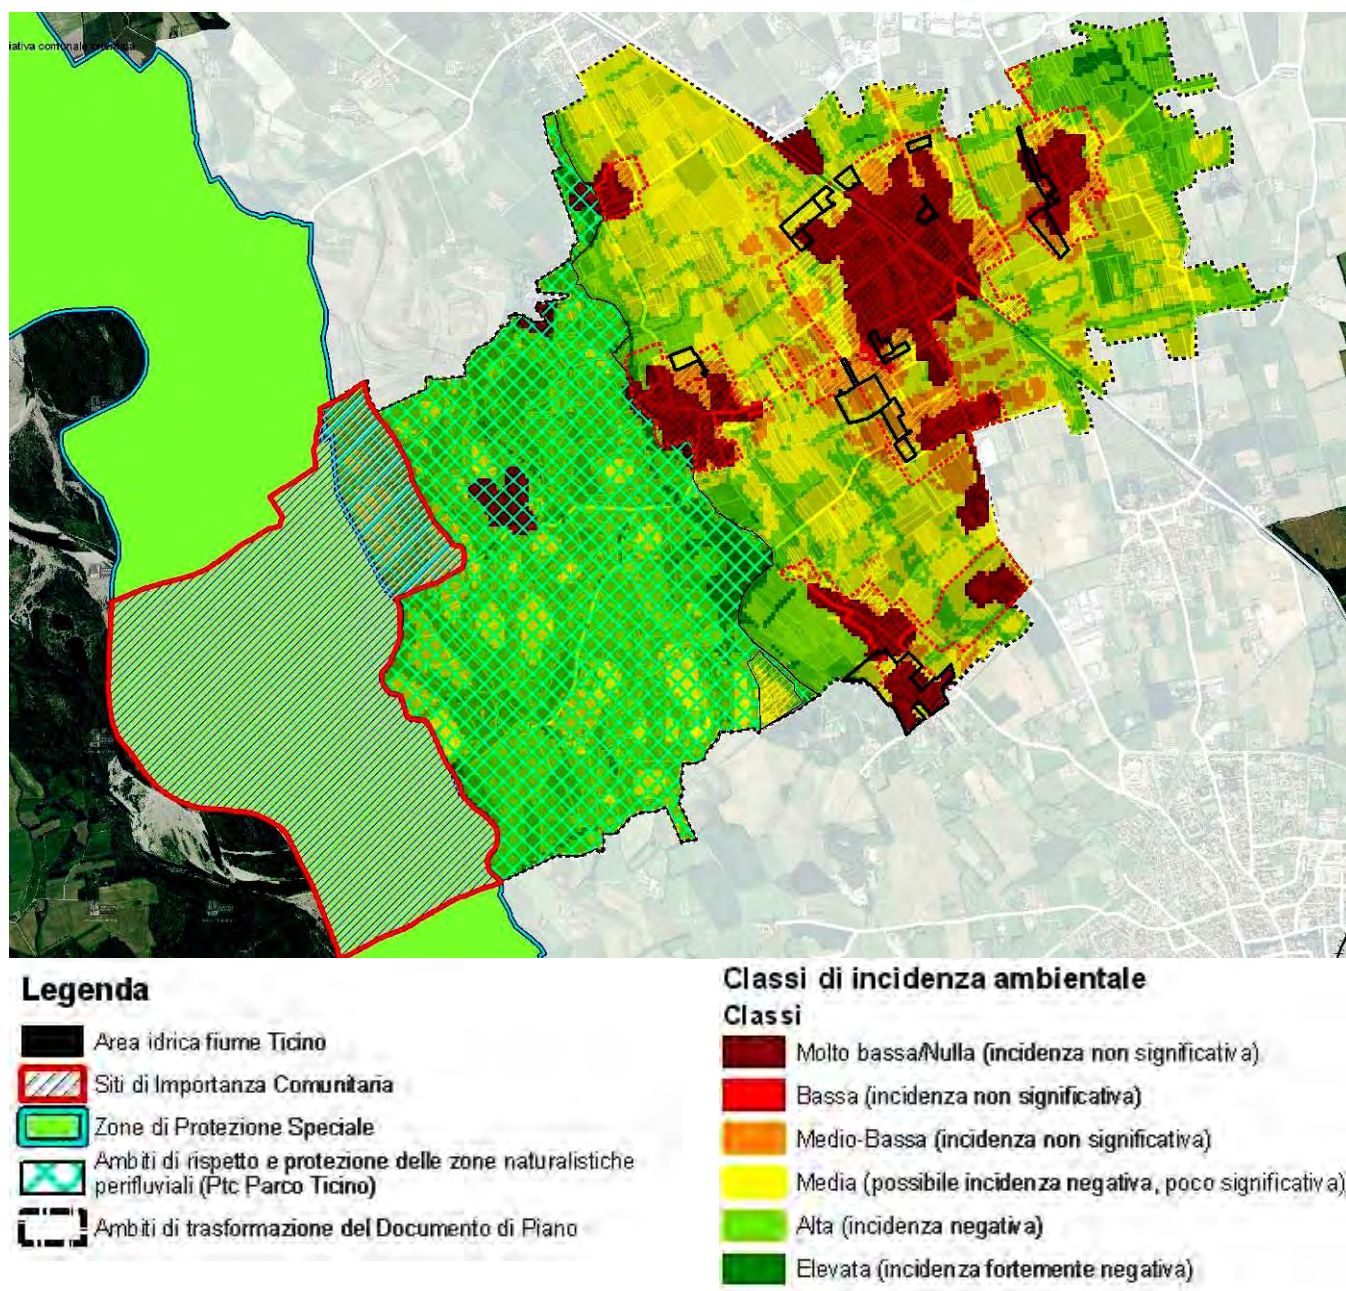 iativa comunale orientata
Legenda
Area idrica fiume Ticino
Siti di Importanza Comunitaria
Zone di Protezione Speciale
Ambiti di rispetto e protezione delle zone naturalistiche
perifluviali (Ptc Parco Ticino)
Ambiti di trasformazione del Documento di Piano
Classi di incidenza ambientale
Classi
Molto bassa/Nulla (incidenza non significativa)
Bassa (incidenza non significativa)
Medio-Bassa (incidenza non significativa)
Media (possibile incidenza negativa, poco significativa)
Alta (incidenza negativa)
Elevata (incidenza fortemente negativa)